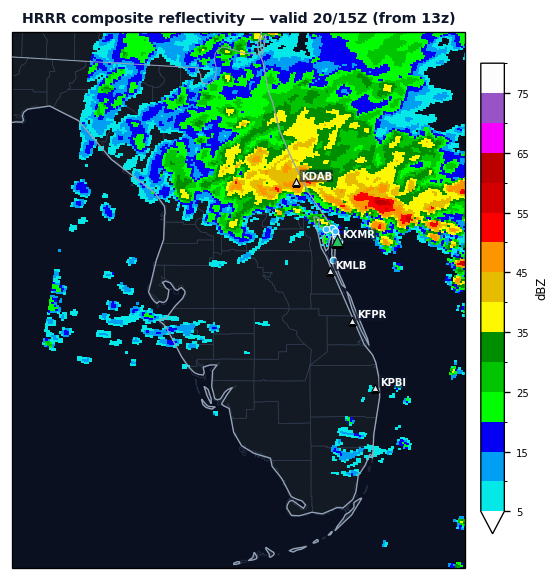 HRRR composite reflectivity — valid 20/15Z (from 13z)
KDAB
KXMR
KMLB
KFPR
KPBI
75
65
55
45
35
25
15
5
dBZ